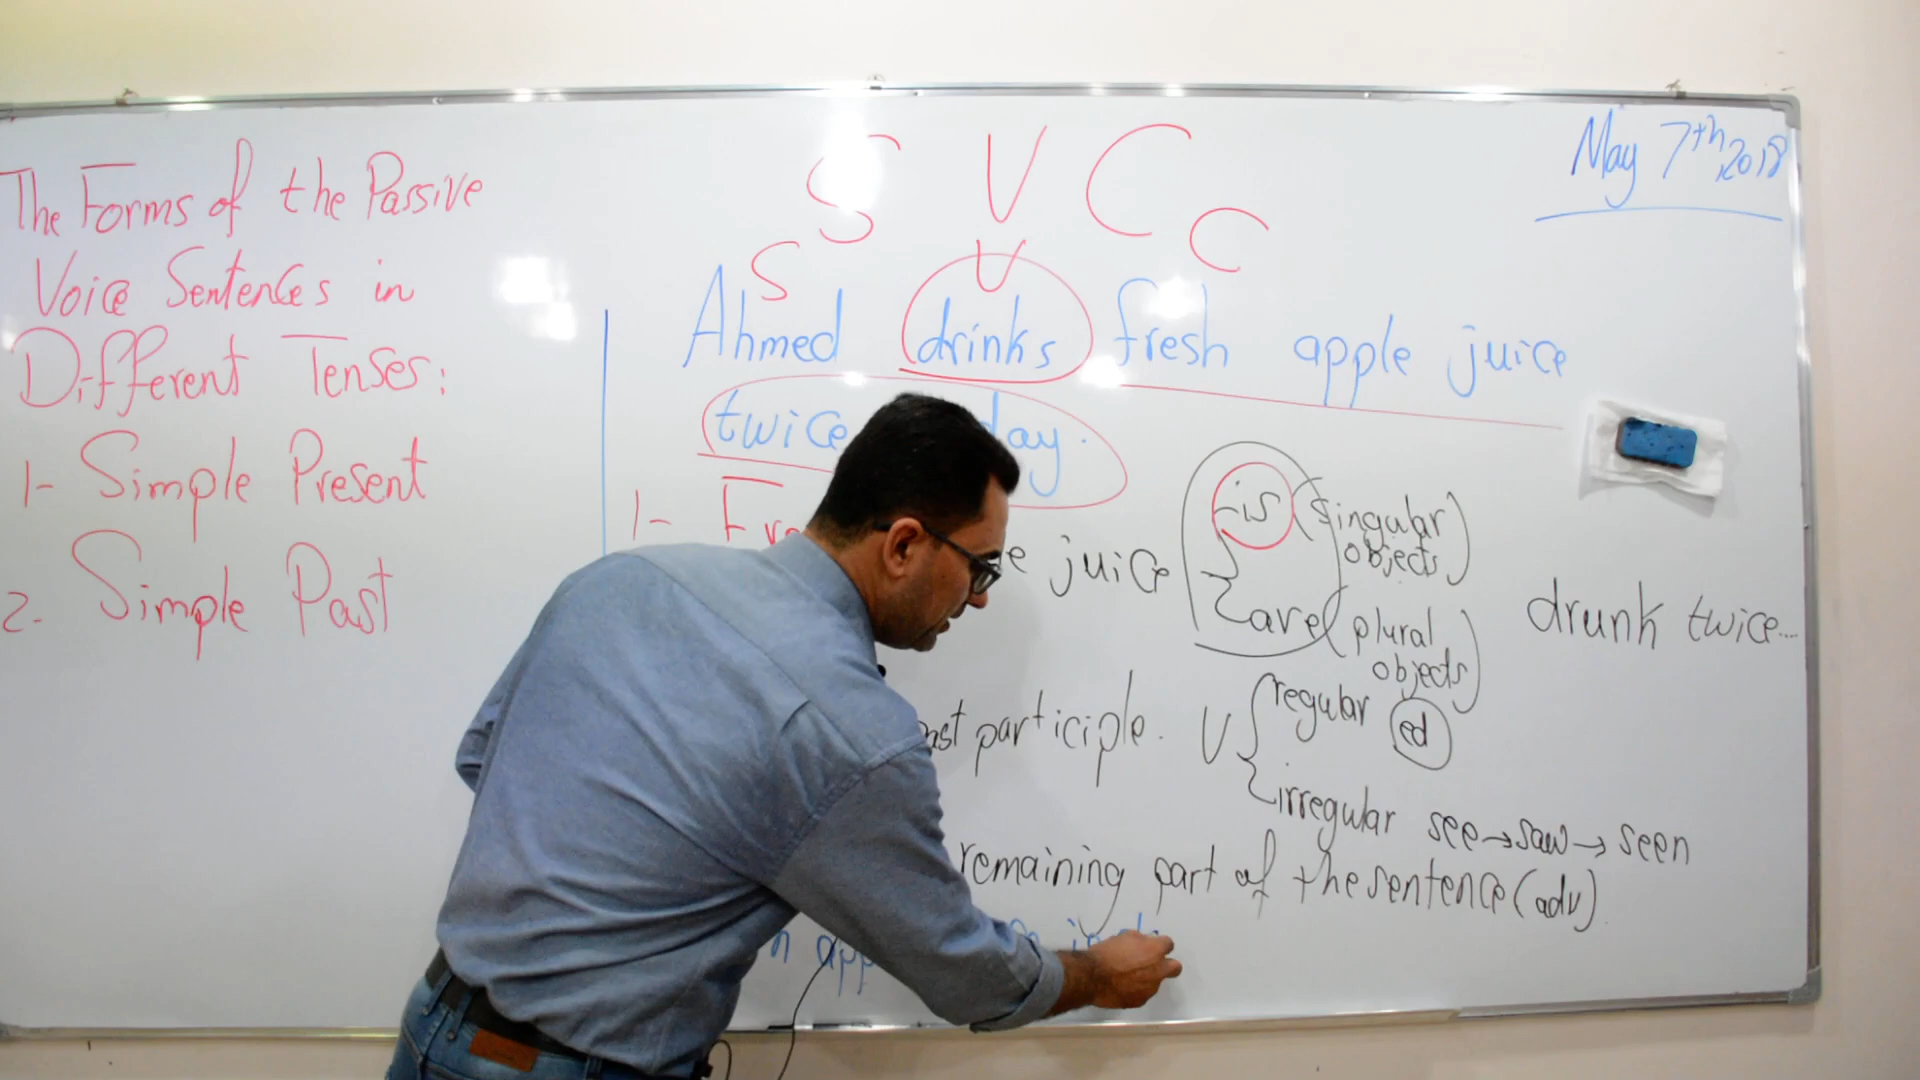 The Forms of the Passive
Voice Sentences in
Different Tenses:
1- Simple Present
2- Simple Past
May 7th, 2018
S V C
S V C
Ahmed drinks fresh apple juice
twice day.
1-
juice
is (singular
objects)
are (plural
objects)
drunk twice...
participle. V
regular ed
irregular see→saw→seen
remaining part of the sentence (adv)